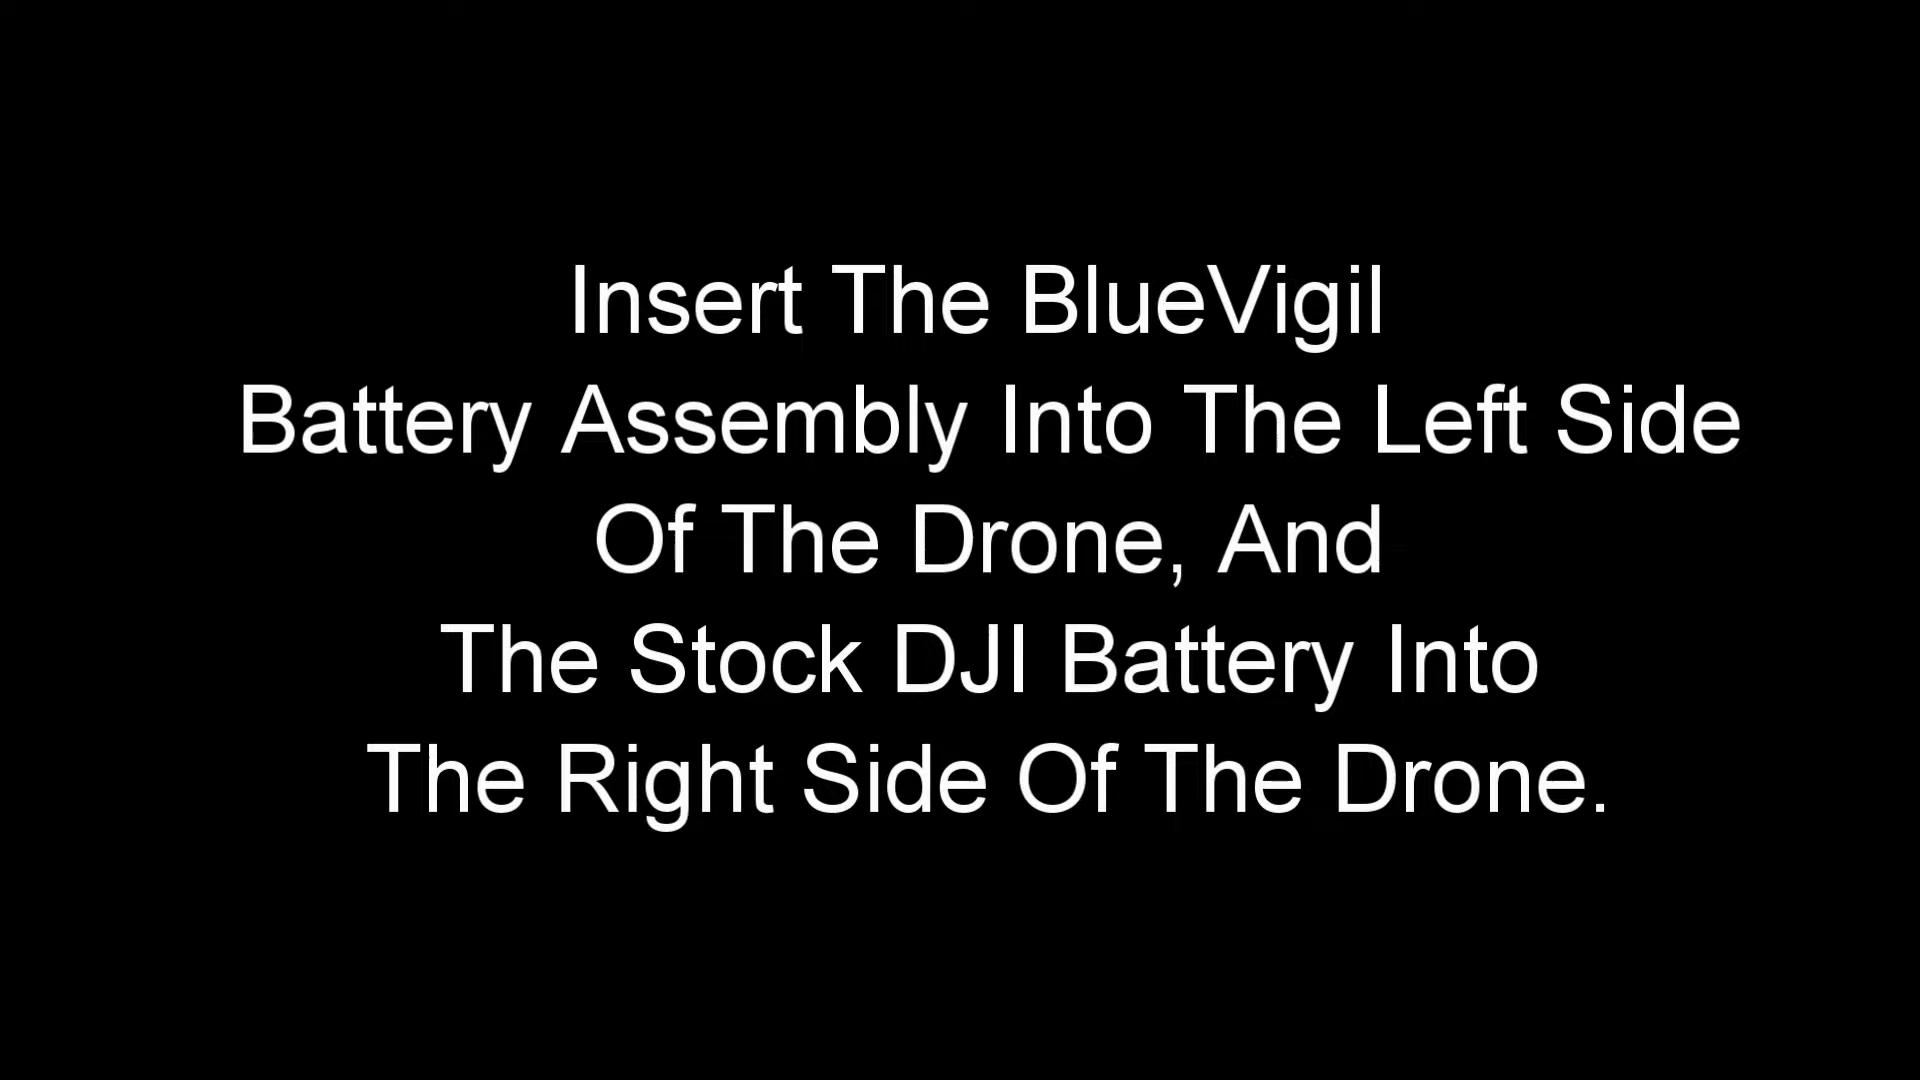 Insert The BlueVigil
Battery Assembly Into The Left Side
Of The Drone, And
The Stock DJI Battery Into
The Right Side Of The Drone.